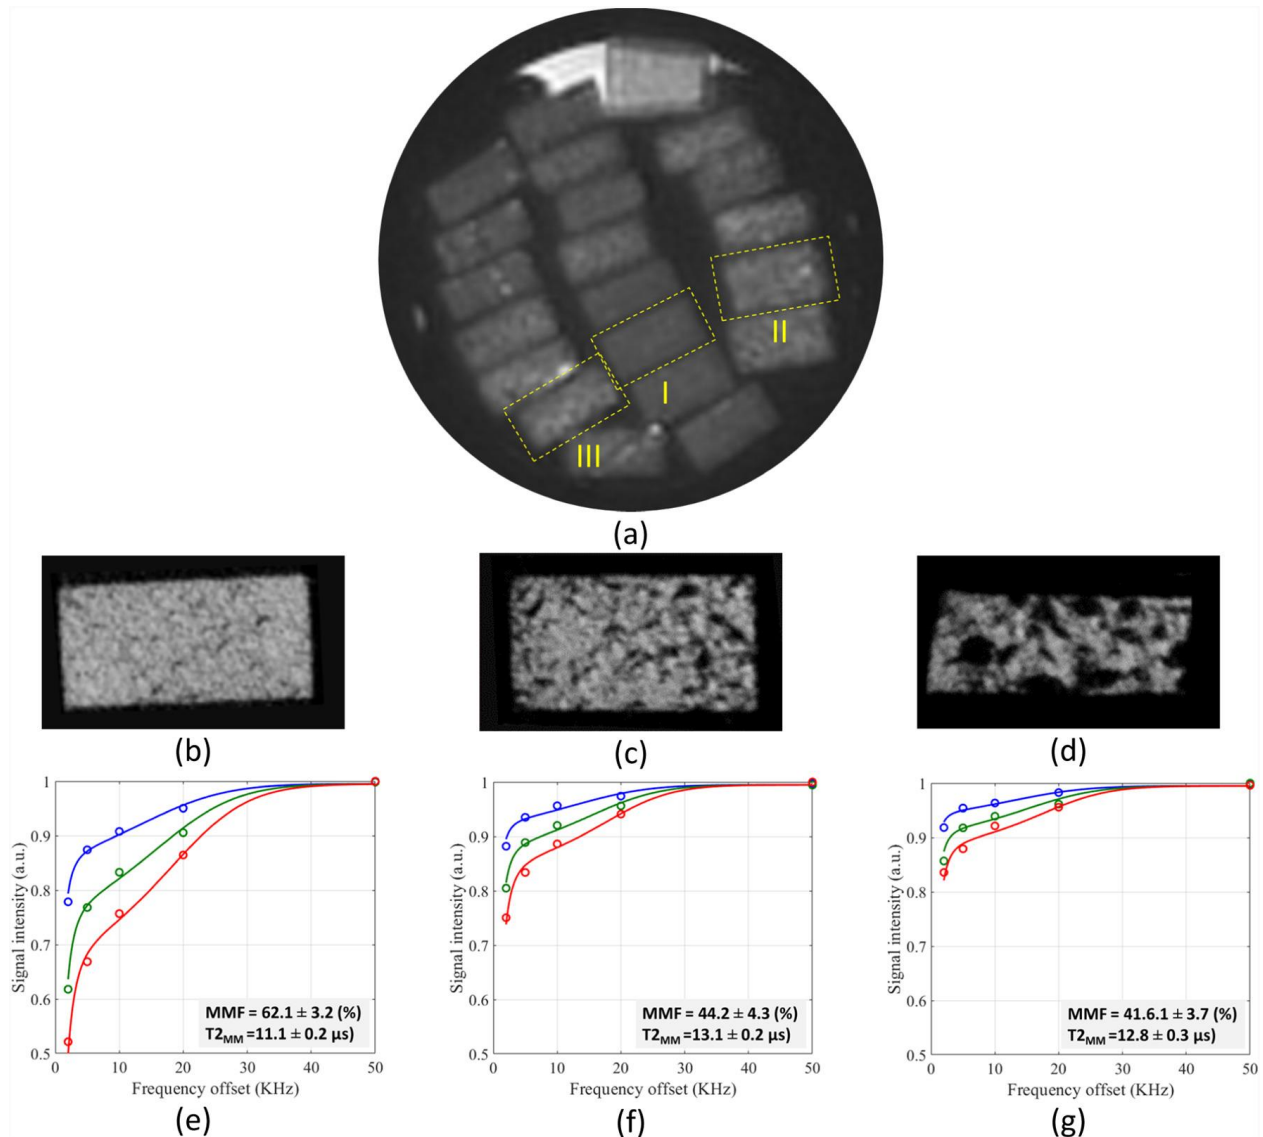 II
I
III
(a)
(b)
(c)
(d)
1
0.9
0.8
0.7
0.6
0.5
Signal intensity (a.u.)
0 10 20 30 40 50
Frequency offset (KHz)
MMF = 62.1 ± 3.2 (%)
T2MM =11.1 ± 0.2 µs)
(e)
1
0.9
0.8
0.7
0.6
0.5
Signal intensity (a.u.)
0 10 20 30 40 50
Frequency offset (KHz)
MMF = 44.2 ± 4.3 (%)
T2MM =13.1 ± 0.2 µs)
(f)
1
0.9
0.8
0.7
0.6
0.5
Signal intensity (a.u.)
0 10 20 30 40 50
Frequency offset (KHz)
MMF = 41.6.1 ± 3.7 (%)
T2MM =12.8 ± 0.3 µs)
(g)